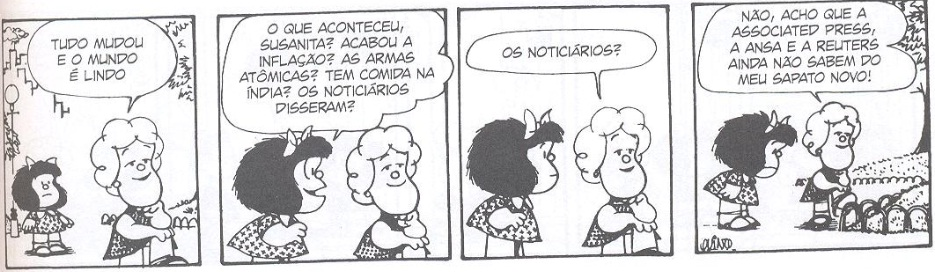 TUDO MUDOU
E O MUNDO
É LINDO
O QUE ACONTECEU,
SUSANITA? ACABOU A
INFLAÇÃO? AS ARMAS
ATÔMICAS? TEM COMIDA NA
ÍNDIA? OS NOTICIÁRIOS
DISSERAM?
OS NOTICIÁRIOS?
NÃO, ACHO QUE A
ASSOCIATED PRESS,
A ANSA E A REUTERS
AINDA NÃO SABEM DO
MEU SAPATO NOVO!
QUINO